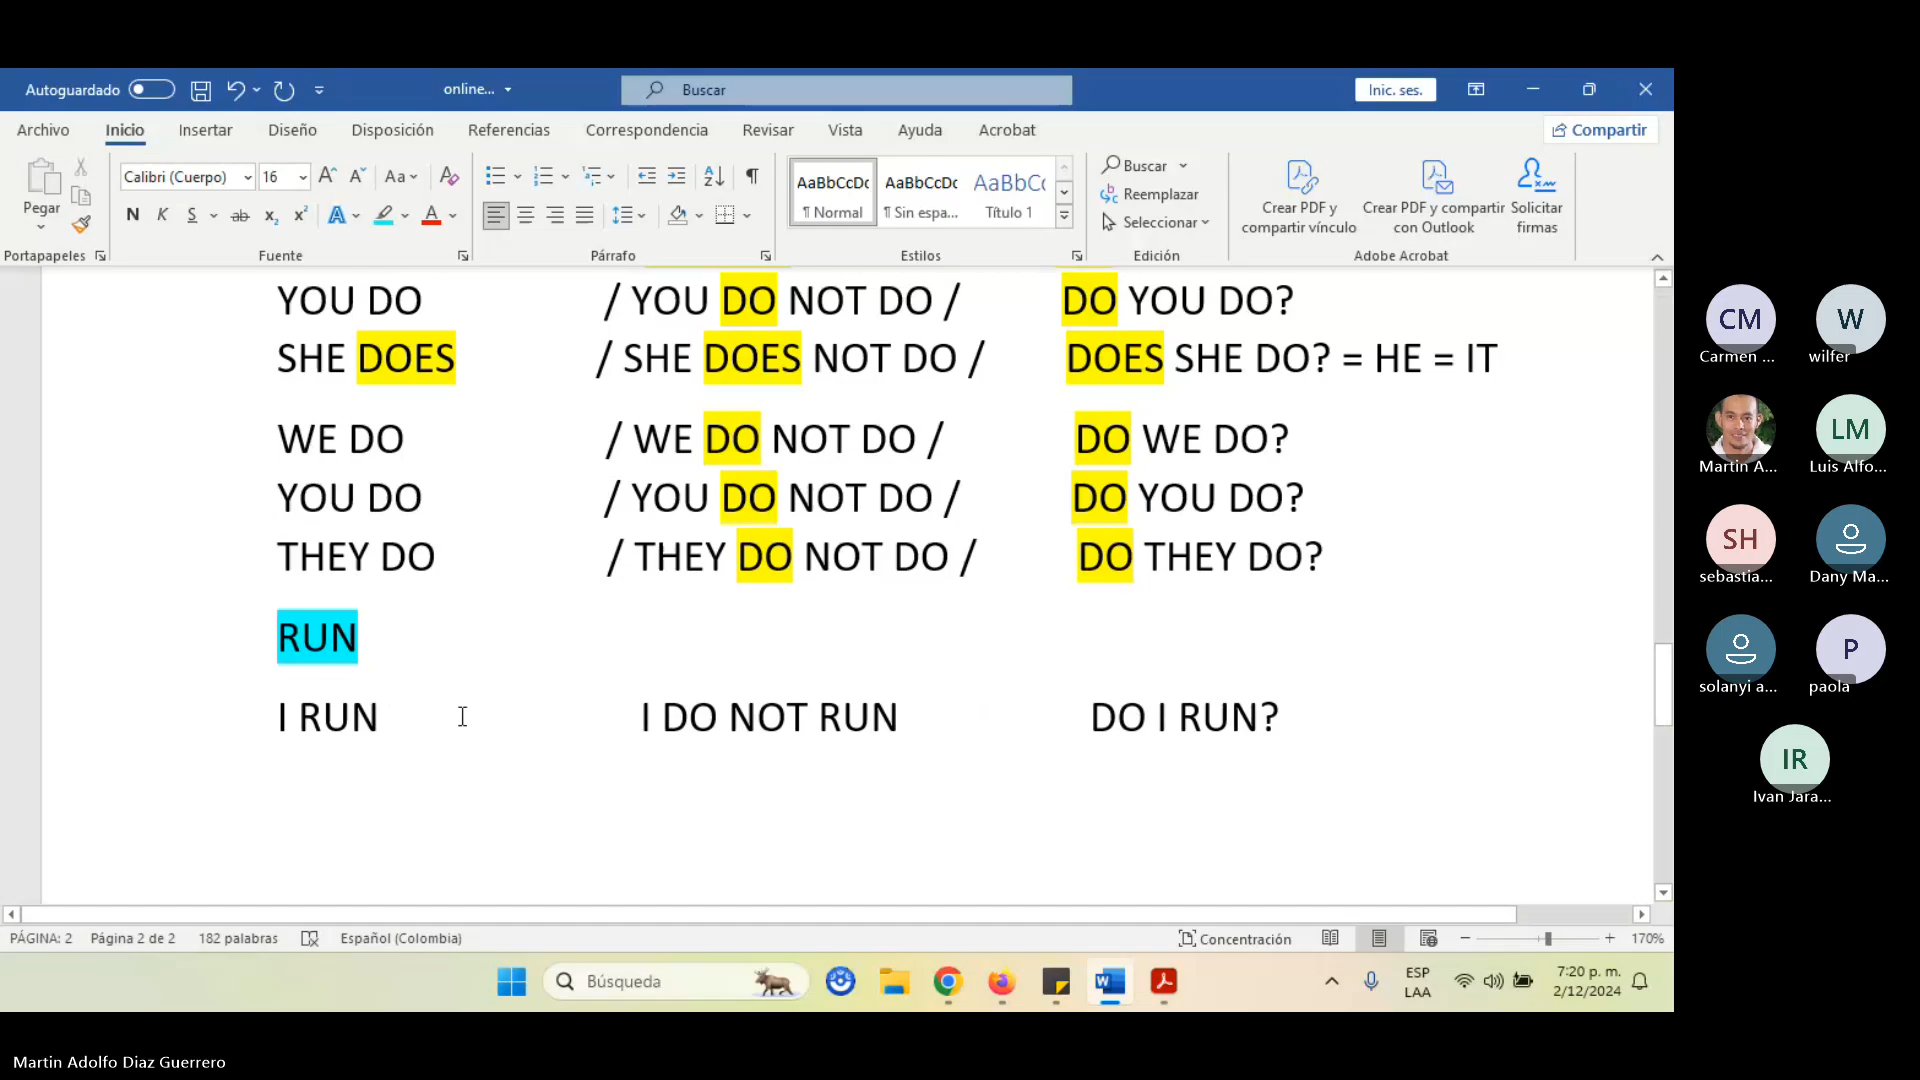 Autoguardado
online...
Buscar
Inic. ses.
Archivo Inicio Insertar Diseño Disposición Referencias Correspondencia Revisar Vista Ayuda Acrobat Compartir
Pegar
Portapapeles
Calibri (Cuerpo) 16
Aa
N K S ab x₂ x² A A
Fuente
Párrafo
AaBbCcDc AaBbCcDc AaBbCc
¶ Normal ¶ Sin espa... Título 1
Estilos
Buscar
Reemplazar
Seleccionar
Edición
Crear PDF y compartir vínculo
Crear PDF y compartir con Outlook
Solicitar firmas
Adobe Acrobat
YOU DO / YOU DO NOT DO / DO YOU DO?
SHE DOES / SHE DOES NOT DO / DOES SHE DO? = HE = IT
WE DO / WE DO NOT DO / DO WE DO?
YOU DO / YOU DO NOT DO / DO YOU DO?
THEY DO / THEY DO NOT DO / DO THEY DO?
RUN
I RUN I DO NOT RUN DO I RUN?
PÁGINA: 2 Página 2 de 2 182 palabras Español (Colombia) Concentración 170%
Búsqueda
ESP
LAA
7:20 p. m.
2/12/2024
CM
Carmen ...
W
wilfer
Martin A...
LM
Luis Alfo...
SH
sebastia...
Dany Ma...
solanyi a...
P
paola
IR
Ivan Jara...
Martin Adolfo Diaz Guerrero